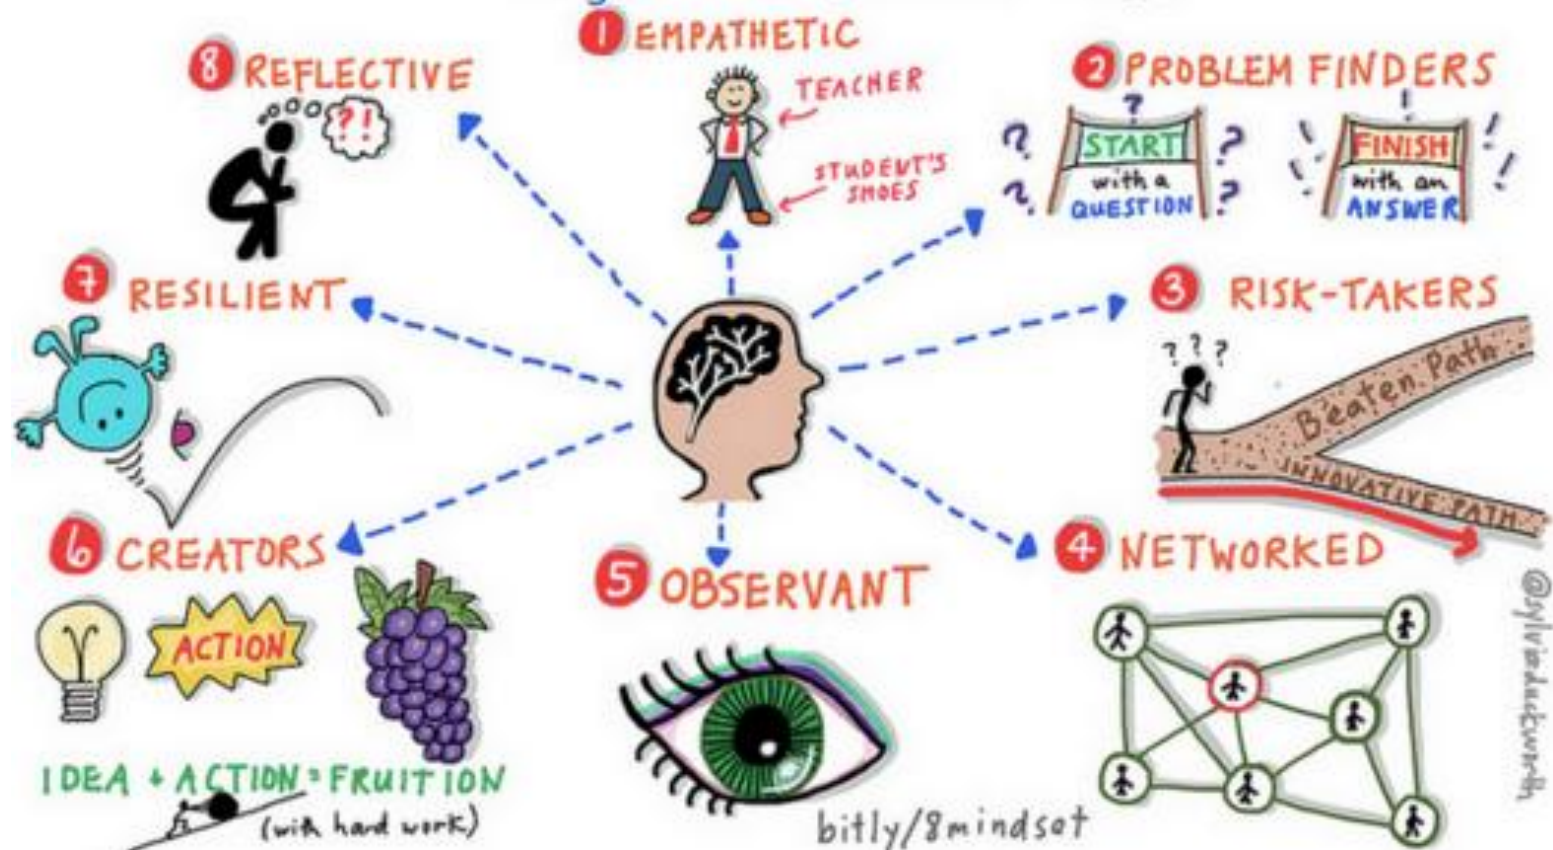 1 EMPATHETIC
TEACHER
STUDENT'S
SHOES
2 PROBLEM FINDERS
?
? START ?
with a
? QUESTION ?
!
! FINISH !
with an
ANSWER
3 RISK-TAKERS
? ? ?
Beaten Path
INNOVATIVE PATH
4 NETWORKED
5 OBSERVANT
6 CREATORS
ACTION
IDEA + ACTION = FRUITION
(with hard work)
7 RESILIENT
8 REFLECTIVE
?!
bitly/8mindset
@sylviaduckworth